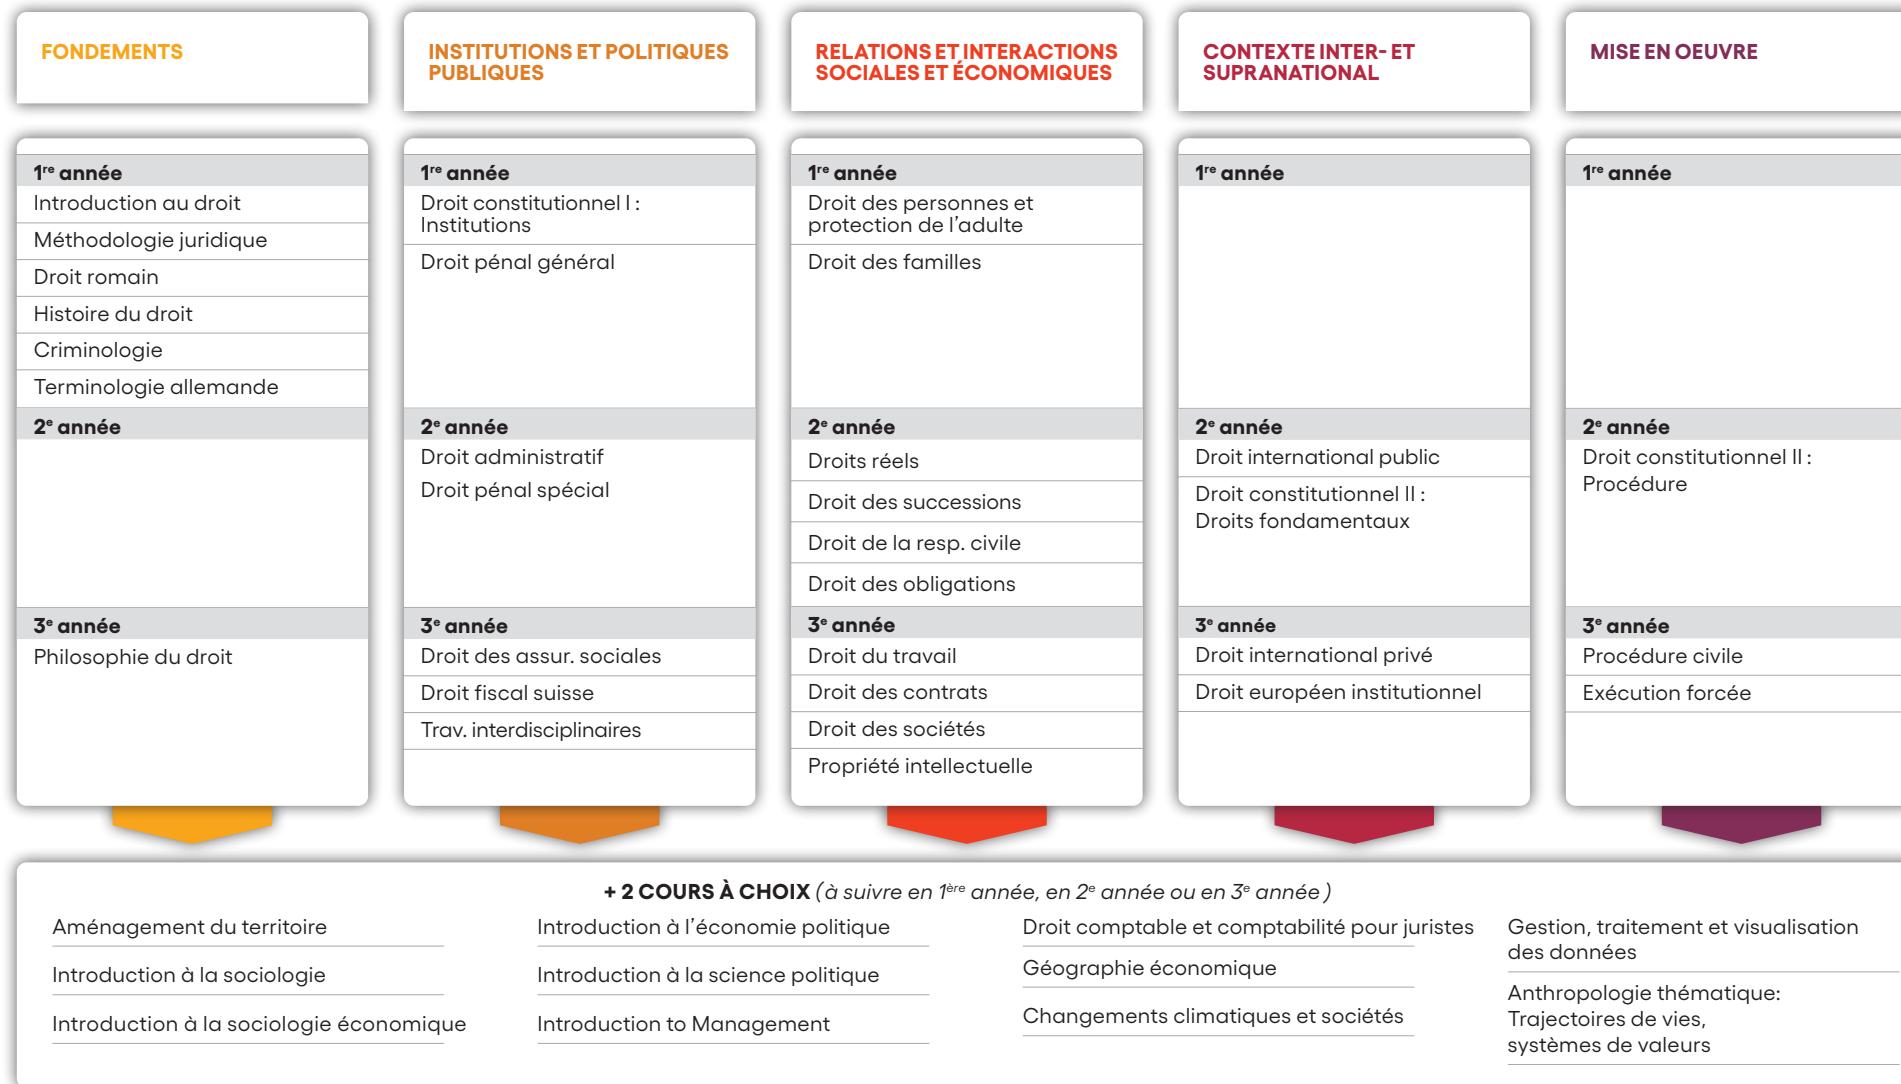 FONDEMENTS
INSTITUTIONS ET POLITIQUES
PUBLIQUES
RELATIONS ET INTERACTIONS
SOCIALES ET ÉCONOMIQUES
CONTEXTE INTER- ET
SUPRANATIONAL
MISE EN OEUVRE
1re année
Introduction au droit
Méthodologie juridique
Droit romain
Histoire du droit
Criminologie
Terminologie allemande
2e année
3e année
Philosophie du droit
1re année
Droit constitutionnel I :
Institutions
Droit pénal général
2e année
Droit administratif
Droit pénal spécial
3e année
Droit des assur. sociales
Droit fiscal suisse
Trav. interdisciplinaires
1re année
Droit des personnes et
protection de l'adulte
Droit des familles
2e année
Droits réels
Droit des successions
Droit de la resp. civile
Droit des obligations
3e année
Droit du travail
Droit des contrats
Droit des sociétés
Propriété intellectuelle
1re année
2e année
Droit international public
Droit constitutionnel II :
Droits fondamentaux
3e année
Droit international privé
Droit européen institutionnel
1re année
2e année
Droit constitutionnel II :
Procédure
3e année
Procédure civile
Exécution forcée
+ 2 COURS À CHOIX (à suivre en 1ère année, en 2e année ou en 3e année )
Aménagement du territoire
Introduction à la sociologie
Introduction à la sociologie économique
Introduction à l'économie politique
Introduction à la science politique
Introduction to Management
Droit comptable et comptabilité pour juristes
Géographie économique
Changements climatiques et sociétés
Gestion, traitement et visualisation
des données
Anthropologie thématique:
Trajectoires de vies,
systèmes de valeurs